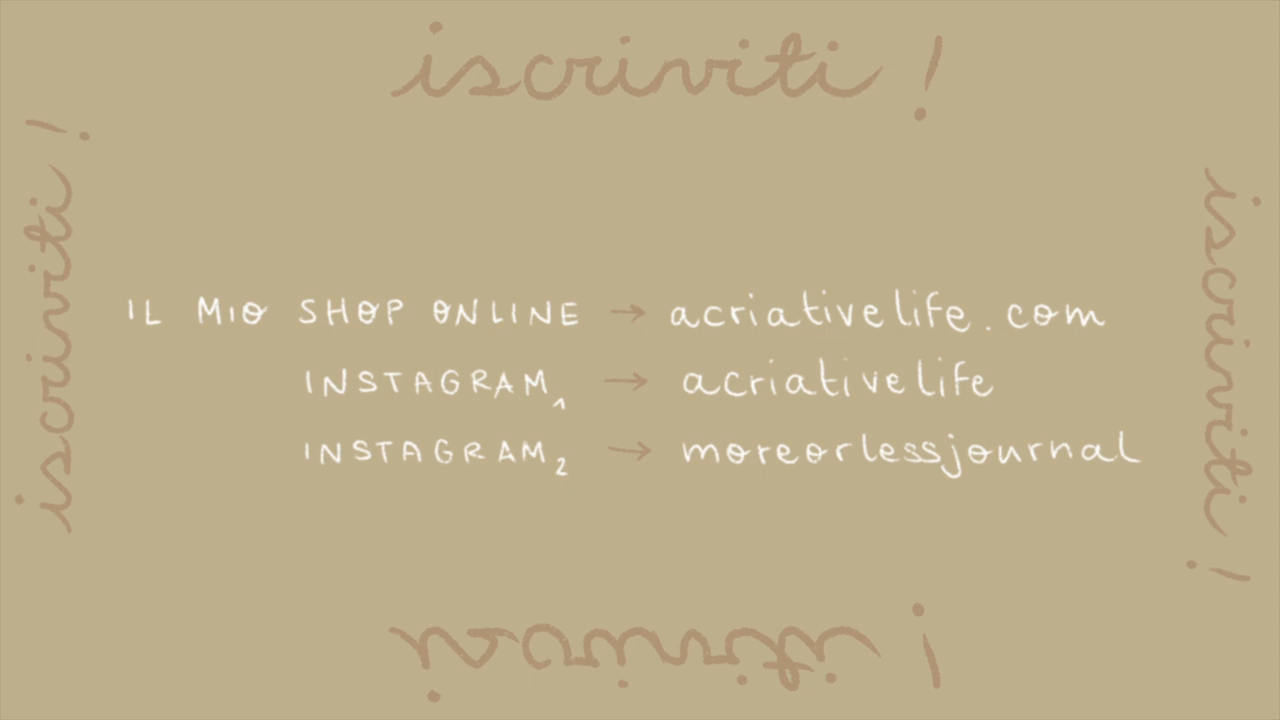 iscriviti !
iscriviti !
iscriviti !
IL MIO SHOP ONLINE → acriativelife.com
INSTAGRAM1 → acriativelife
INSTAGRAM2 → moreorlessjournal
iscriviti !